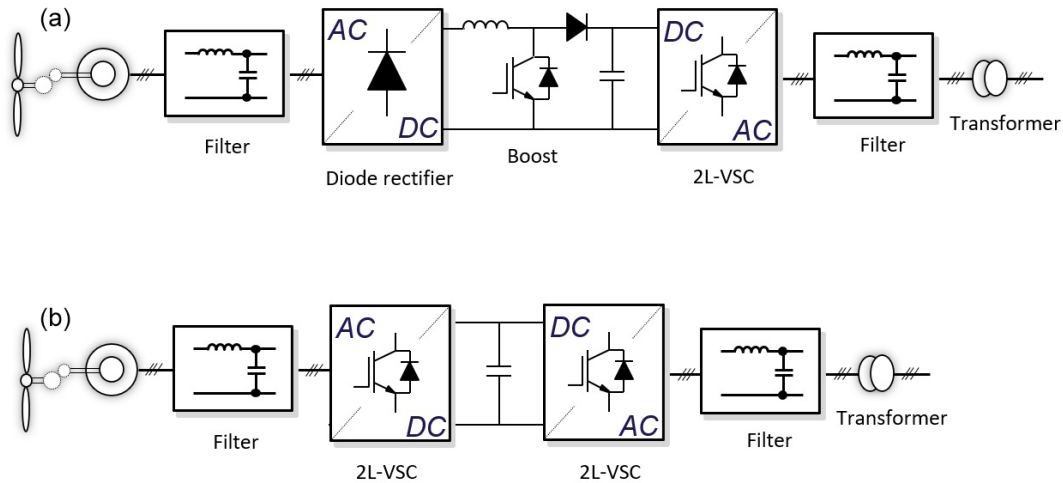 (a)
AC
DC
DC
AC
Filter
Diode rectifier
Boost
2L-VSC
Filter
Transformer
(b)
AC
DC
DC
AC
Filter
2L-VSC
2L-VSC
Filter
Transformer